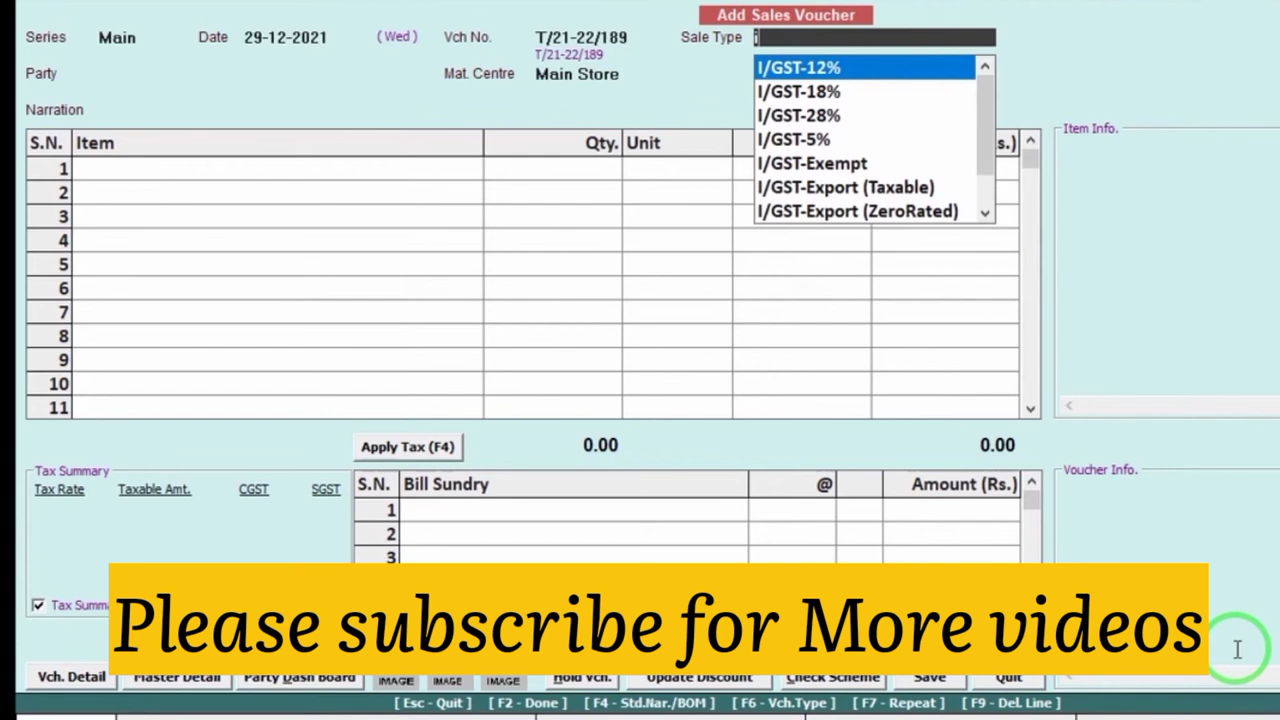 Add Sales Voucher
Series Main Date 29-12-2021 (Wed) Vch No. T/21-22/189 Sale Type i
T/21-22/189
Party Mat. Centre Main Store
I/GST-12%
I/GST-18%
I/GST-28%
I/GST-5%
I/GST-Exempt
I/GST-Export (Taxable)
I/GST-Export (ZeroRated)
Narration
S.N. Item Qty. Unit s.)
Item Info.
1
2
3
4
5
6
7
8
9
10
11
Apply Tax (F4) 0.00 0.00
Tax Summary
Tax Rate Taxable Amt. CGST SGST
S.N. Bill Sundry @ Amount (Rs.)
Voucher Info.
1
2
3
Tax Summa
Please subscribe for More videos
Vch. Detail Master Detail Party Dash Board IMAGE IMAGE IMAGE Hold Vch. Update Discount Check Scheme Save Quit
[ Esc - Quit ] [ F2 - Done ] [ F4 - Std.Nar./BOM ] [ F6 - Vch.Type ] [ F7 - Repeat ] [ F9 - Del. Line ]